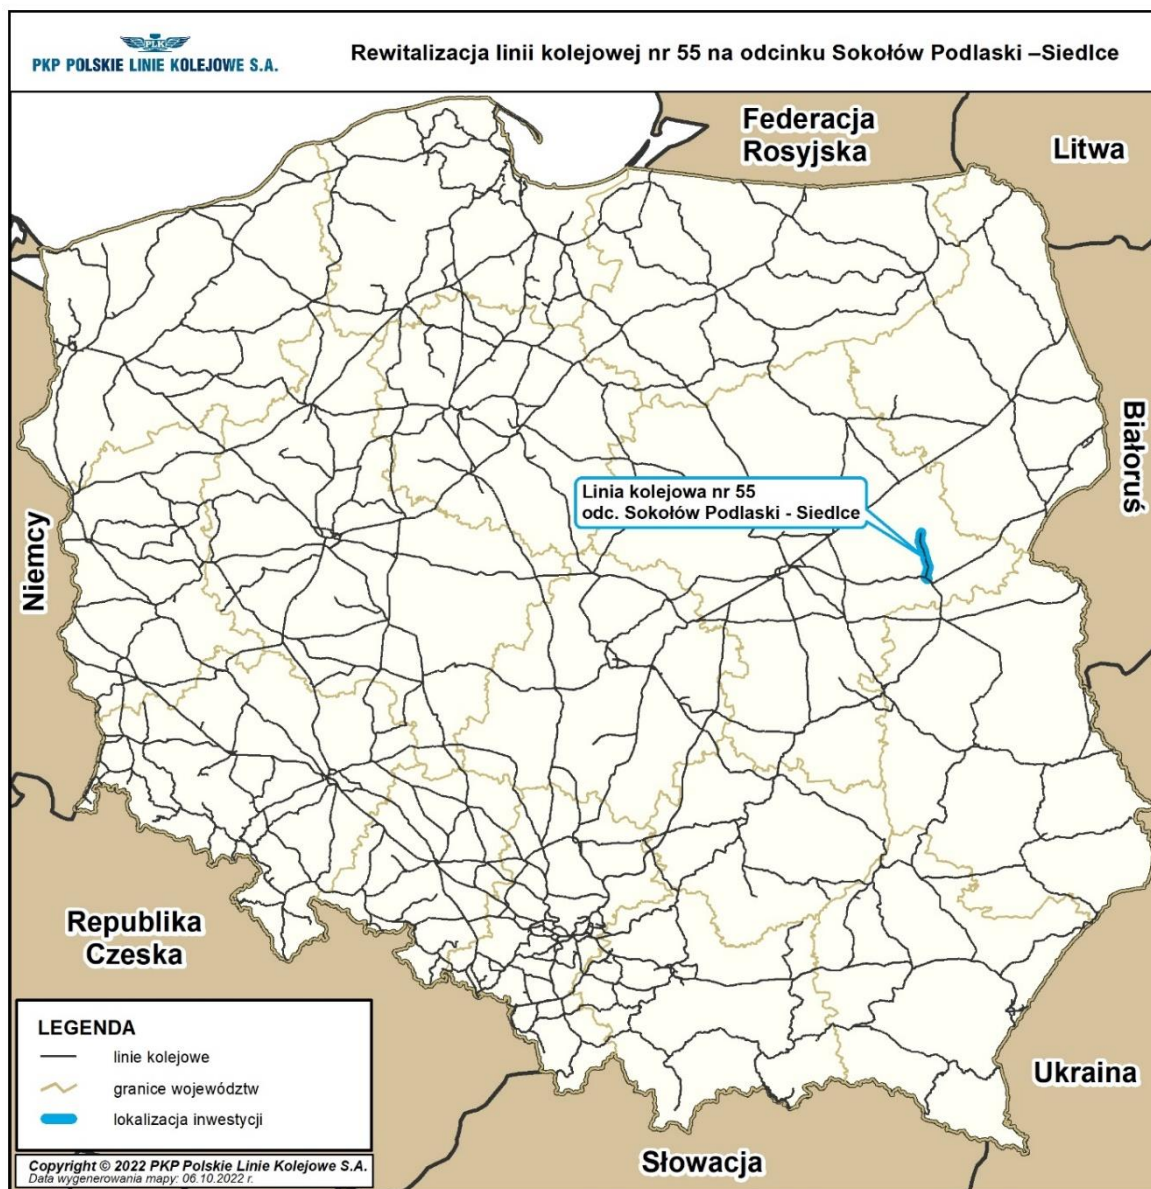 PLK
PKP POLSKIE LINIE KOLEJOWE S.A.
Rewitalizacja linii kolejowej nr 55 na odcinku Sokołów Podlaski –Siedlce
Federacja
Rosyjska
Litwa
Białoruś
Linia kolejowa nr 55
odc. Sokołów Podlaski - Siedlce
Niemcy
Republika
Czeska
LEGENDA
linie kolejowe
granice województw
lokalizacja inwestycji
Ukraina
Słowacja
Copyright © 2022 PKP Polskie Linie Kolejowe S.A.
Data wygenerowania mapy: 06.10.2022 r.